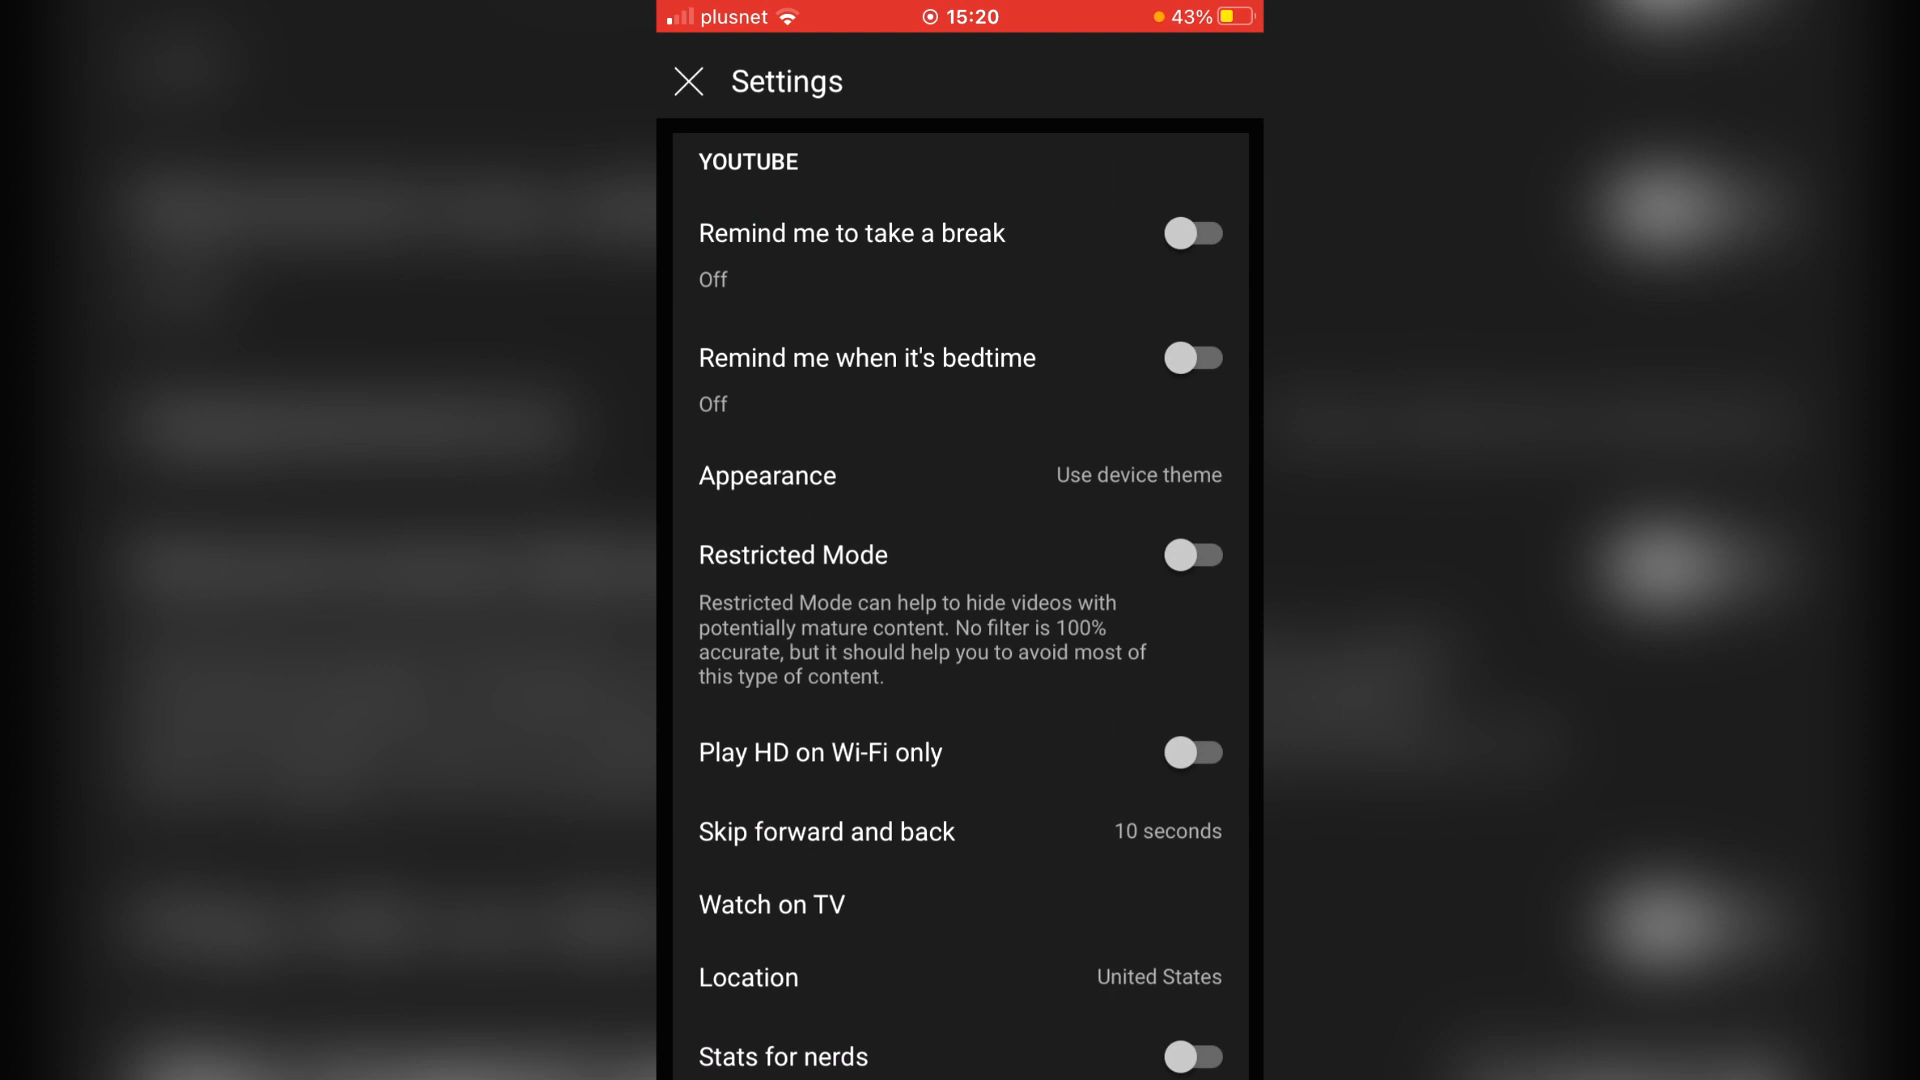 plusnet 15:20 43%
Settings
YOUTUBE
Remind me to take a break
Off
Remind me when it's bedtime
Off
Appearance Use device theme
Restricted Mode
Restricted Mode can help to hide videos with
potentially mature content. No filter is 100%
accurate, but it should help you to avoid most of
this type of content.
Play HD on Wi-Fi only
Skip forward and back 10 seconds
Watch on TV
Location United States
Stats for nerds